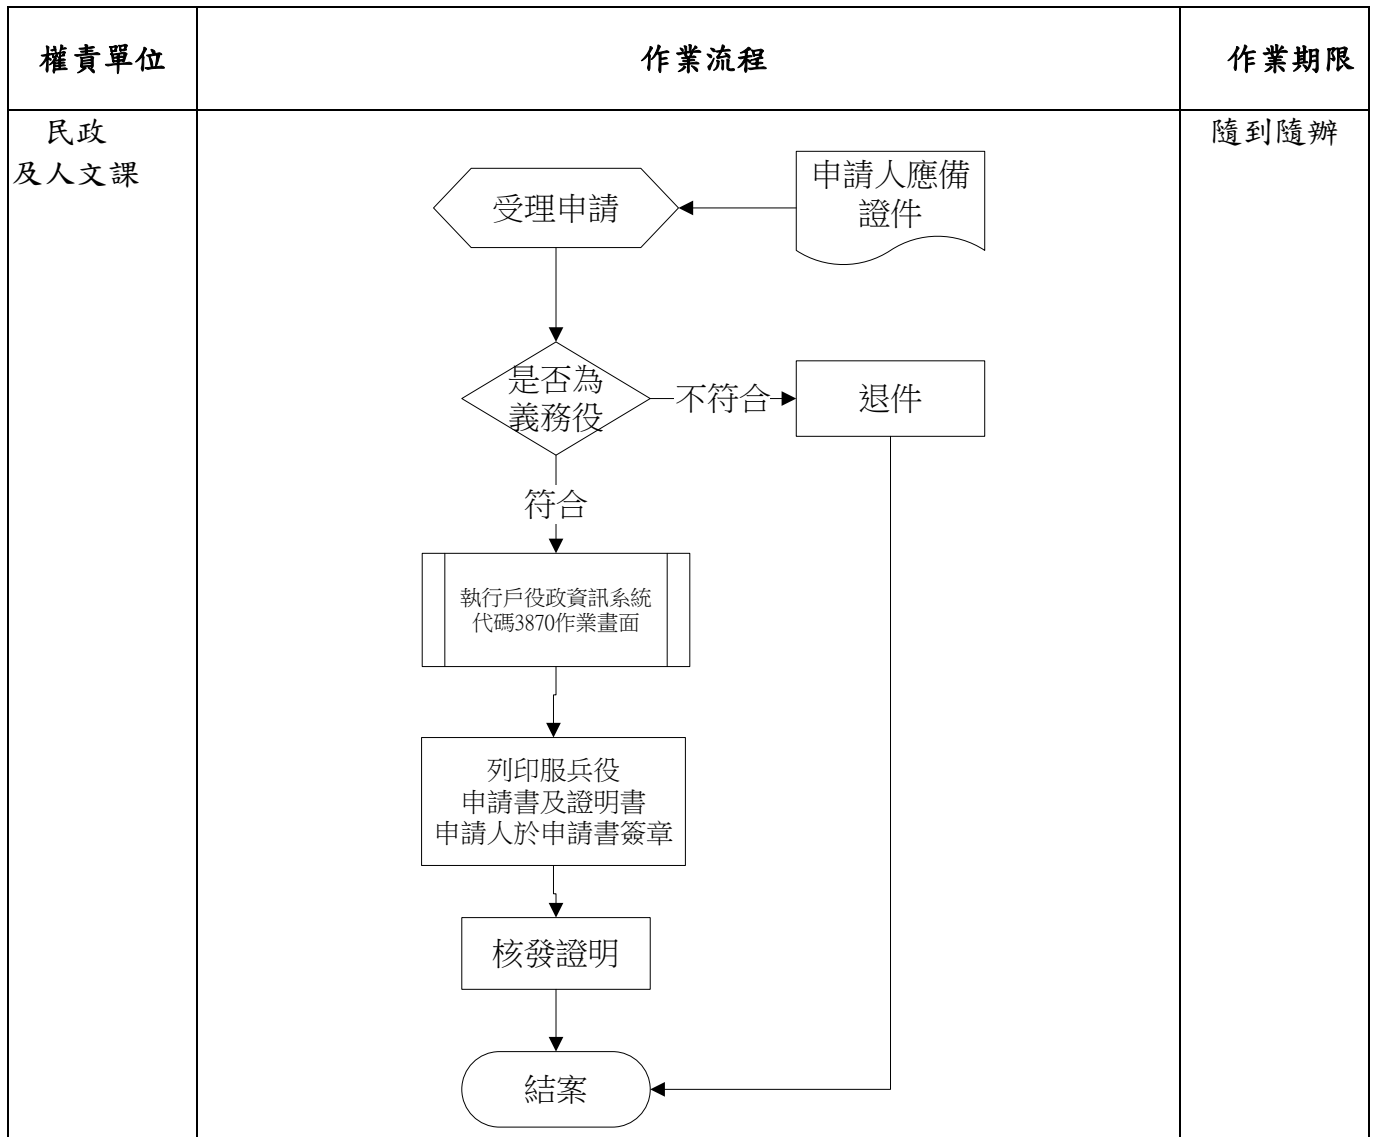 權責單位
作業流程
作業期限
民政
及人文課
隨到隨辦
申請人應備
證件
受理申請
是否為
義務役
不符合
退件
符合
執行戶役政資訊系統
代碼3870作業畫面
列印服兵役
申請書及證明書
申請人於申請書簽章
核發證明
結案